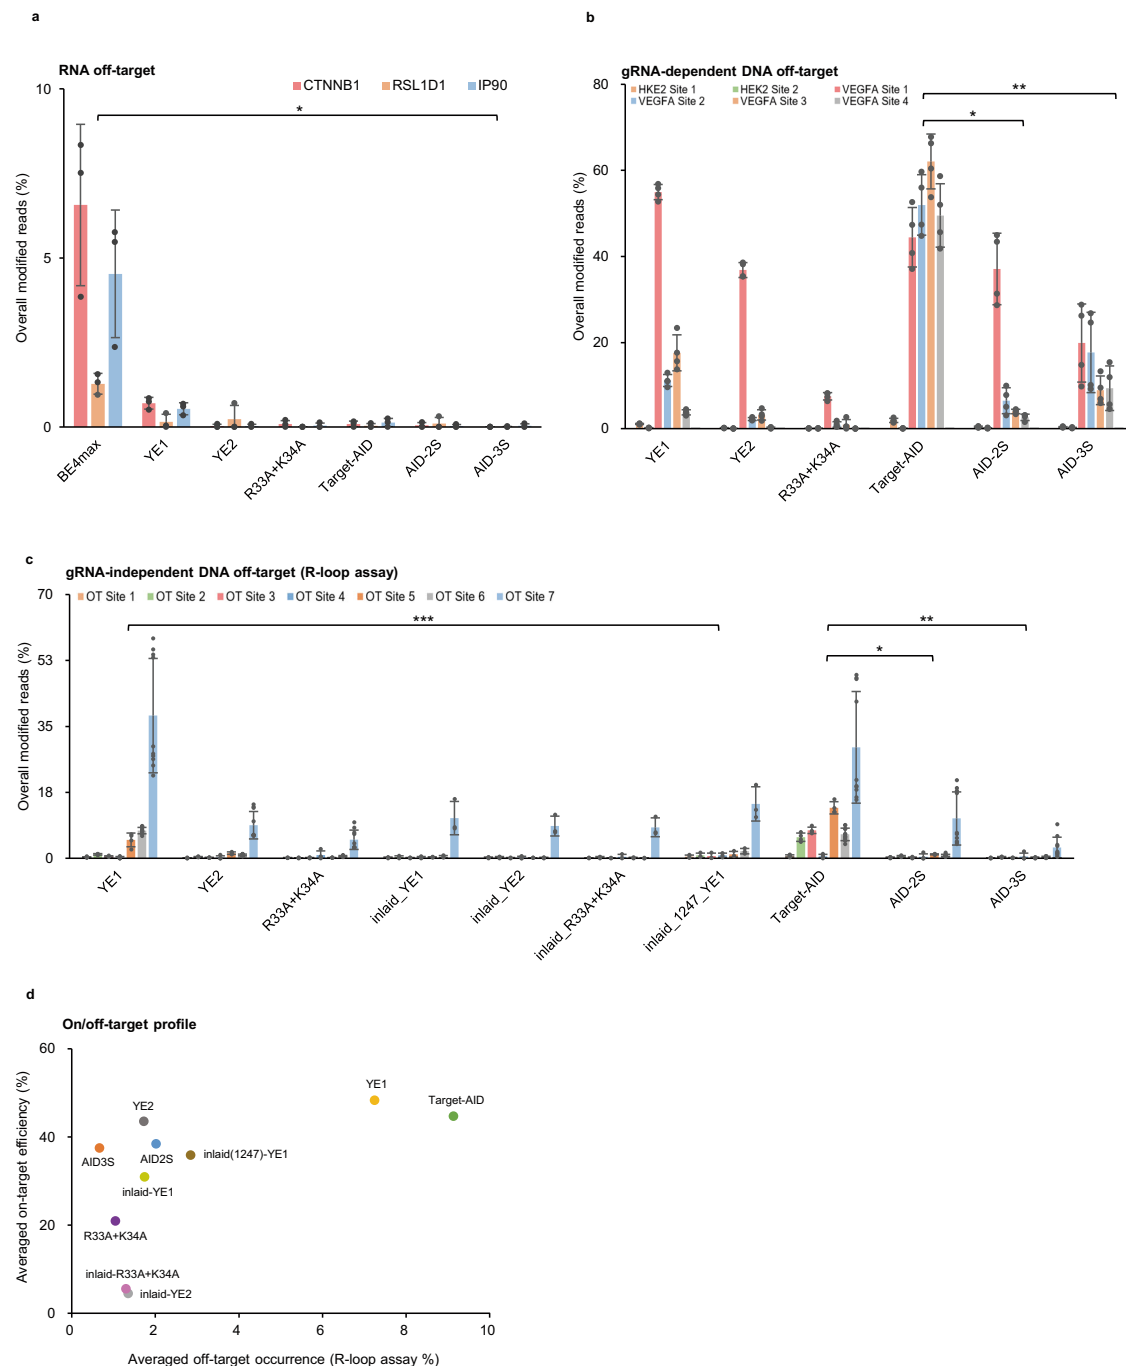 a
RNA off-target
CTNNB1 RSL1D1 IP90
*
10
5
0
Overall modified reads (%)
BE4max YE1 YE2 R33A+K34A Target-AID AID-2S AID-3S
b
gRNA-dependent DNA off-target
HKE2 Site 1 HEK2 Site 2 VEGFA Site 1
VEGFA Site 2 VEGFA Site 3 VEGFA Site 4
**
*
80
60
40
20
0
Overall modified reads (%)
YE1 YE2 R33A+K34A Target-AID AID-2S AID-3S
c
gRNA-independent DNA off-target (R-loop assay)
OT Site 1 OT Site 2 OT Site 3 OT Site 4 OT Site 5 OT Site 6 OT Site 7
*** **
*
70
53
35
18
0
Overall modified reads (%)
YE1 YE2 R33A+K34A inlaid_YE1 inlaid_YE2 inlaid_R33A+K34A inlaid_1247_YE1 Target-AID AID-2S AID-3S
d
On/off-target profile
60
40
20
0
Averaged on-target efficiency (%)
YE1
Target-AID
YE2
AID3S
AID2S
inlaid(1247)-YE1
inlaid-YE1
R33A+K34A
inlaid-R33A+K34A
inlaid-YE2
0 2 4 6 8 10
Averaged off-target occurrence (R-loop assay %)